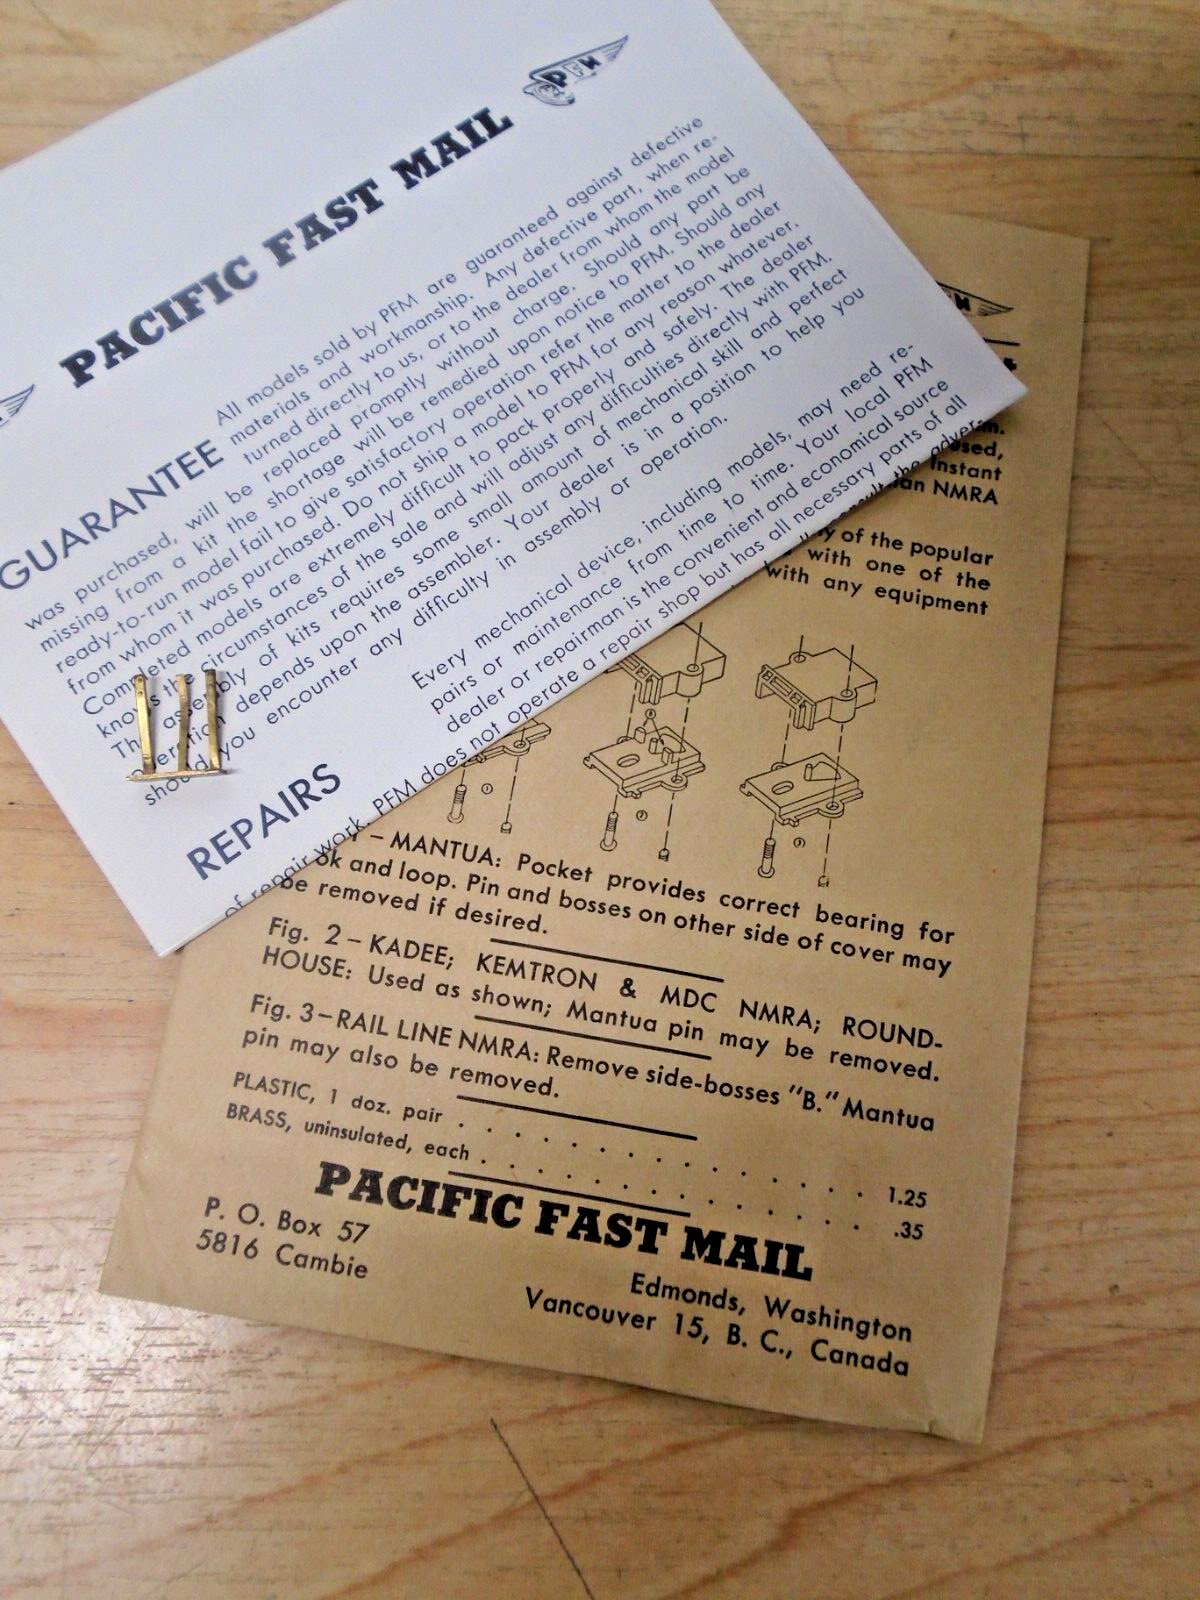 PFM
PACIFIC FAST MAIL
GUARANTEE
All models sold by PFM are guaranteed against defective
materials and workmanship. Any defective part, when re-
turned directly to us, or to the dealer from whom the model
was purchased, will be replaced promptly without charge. Should any part be
missing from a kit the shortage will be remedied upon notice to PFM. Should any
ready-to-run model fail to give satisfactory operation refer the matter to the dealer
from whom it was purchased. Do not ship a model to PFM for any reason whatever.
Completed models are extremely difficult to pack properly and safely. The dealer
knows the circumstances of the sale and will adjust any difficulties directly with PFM.
The assembly of kits requires some small amount of mechanical skill and perfect
operation depends upon the assembler. Your dealer is in a position to help you
should you encounter any difficulty in assembly or operation.
REPAIRS
Every mechanical device, including models, may need re-
pairs or maintenance from time to time. Your local PFM
dealer or repairman is the convenient and economical source
of repair work. PFM does not operate a repair shop but has all necessary parts of all
consult the adver-
used,
Instant
NMRA
of the popular
with one of the
with any equipment
1
2
3
– MANTUA: Pocket provides correct bearing for
and loop. Pin and bosses on other side of cover may
be removed if desired.
Fig. 2 – KADEE; KEMTRON & MDC NMRA; ROUND-
HOUSE: Used as shown; Mantua pin may be removed.
Fig. 3 – RAIL LINE NMRA: Remove side-bosses "B." Mantua
pin may also be removed.
PLASTIC, 1 doz. pair . . . . . . . . . . . . . . . 1.25
BRASS, uninsulated, each . . . . . . . . . . . . . .35
PACIFIC FAST MAIL
P. O. Box 57 Edmonds, Washington
5816 Cambie Vancouver 15, B. C., Canada